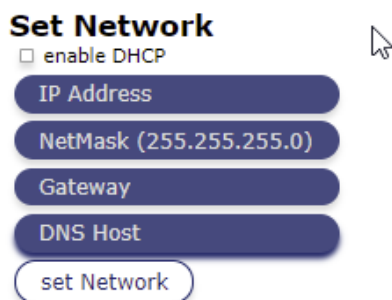 Set Network
enable DHCP
IP Address
NetMask (255.255.255.0)
Gateway
DNS Host
set Network